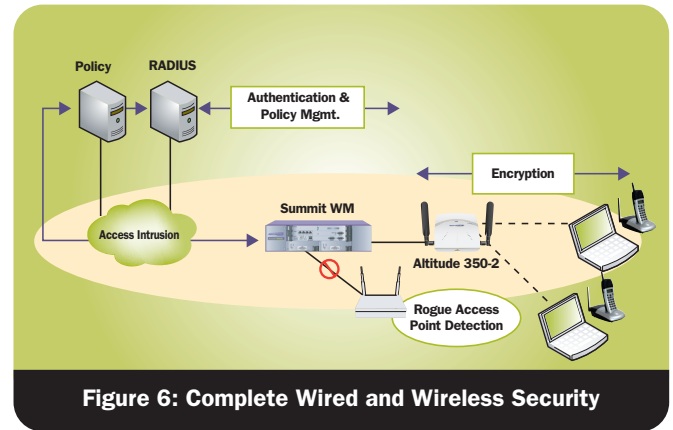 Policy
RADIUS
Authentication &
Policy Mgmt.
Encryption
Summit WM
Access Intrusion
Altitude 350-2
Rogue Access
Point Detection
Figure 6: Complete Wired and Wireless Security